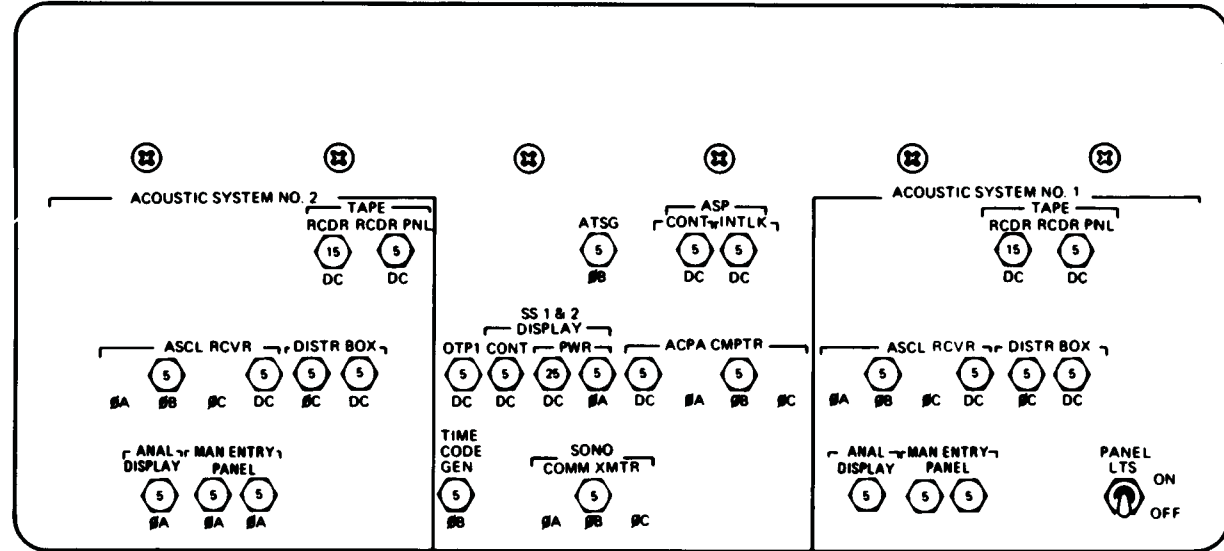 ACOUSTIC SYSTEM NO. 2
ACOUSTIC SYSTEM NO. 1
TAPE
ASP
TAPE
RCDR RCDR PNL
ATSG
CONT INTLK
RCDR RCDR PNL
15 5
5
5 5
15 5
DC DC
ØB
DC DC
DC DC
SS 1 & 2
DISPLAY
ASCL RCVR DISTR BOX
OTP1 CONT PWR
ACPA CMPTR
ASCL RCVR DISTR BOX
5 5 5 5
5 5 25 5 5 5
5 5 5 5
ØA ØB ØC DC ØC DC
DC DC DC ØA DC ØA ØB ØC
ØA ØB ØC DC ØC DC
ANAL MAN ENTRY
DISPLAY PANEL
TIME
CODE
GEN
SONO
COMM XMTR
ANAL MAN ENTRY
DISPLAY PANEL
PANEL
LTS
ON
OFF
5 5 5
5
5
5 5 5
ØA ØA ØA
ØB
ØA ØB ØC